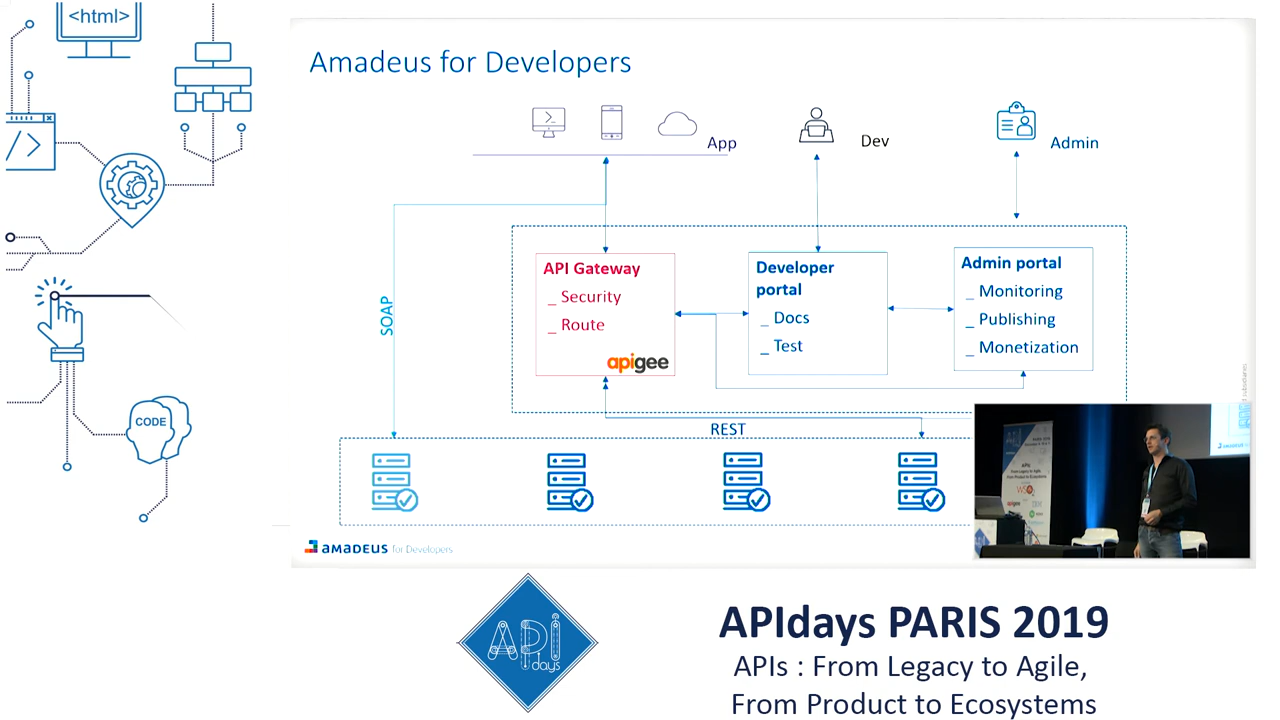 <html>
Amadeus for Developers
App
Dev
Admin
</>
API Gateway
_ Security
_ Route
apigee
Developer
portal
_ Docs
_ Test
Admin portal
_ Monitoring
_ Publishing
_ Monetization
SOAP
REST
CODE
amadeus for Developers
API
days
APIdays PARIS 2019
APIs : From Legacy to Agile,
From Product to Ecosystems